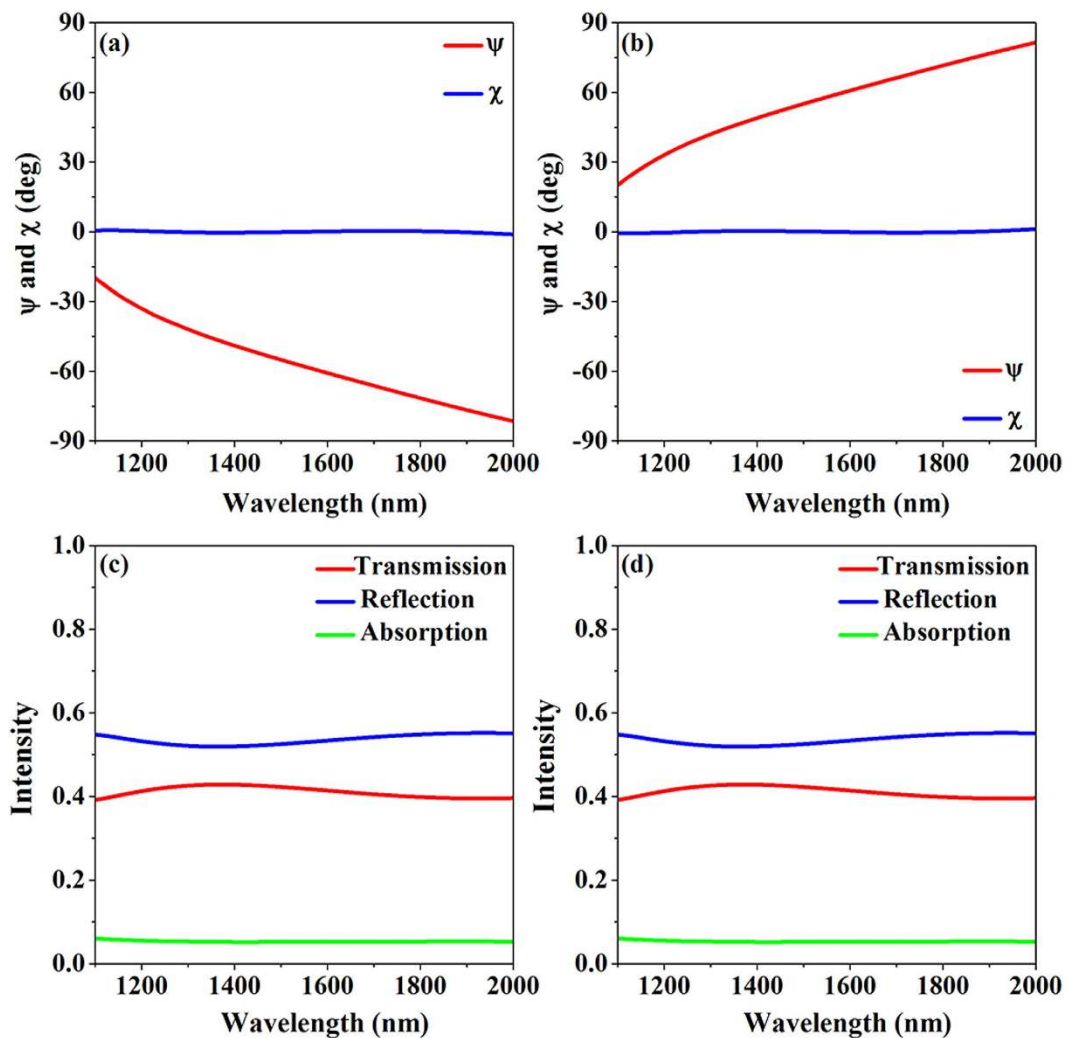 (a)
ψ
χ
90
60
30
0
-30
-60
-90
ψ and χ (deg)
1200 1400 1600 1800 2000
Wavelength (nm)
(b)
90
60
30
0
-30
-60
-90
ψ and χ (deg)
ψ
χ
1200 1400 1600 1800 2000
Wavelength (nm)
(c)
Transmission
Reflection
Absorption
1.0
0.8
0.6
0.4
0.2
0.0
Intensity
1200 1400 1600 1800 2000
Wavelength (nm)
(d)
Transmission
Reflection
Absorption
1.0
0.8
0.6
0.4
0.2
0.0
Intensity
1200 1400 1600 1800 2000
Wavelength (nm)